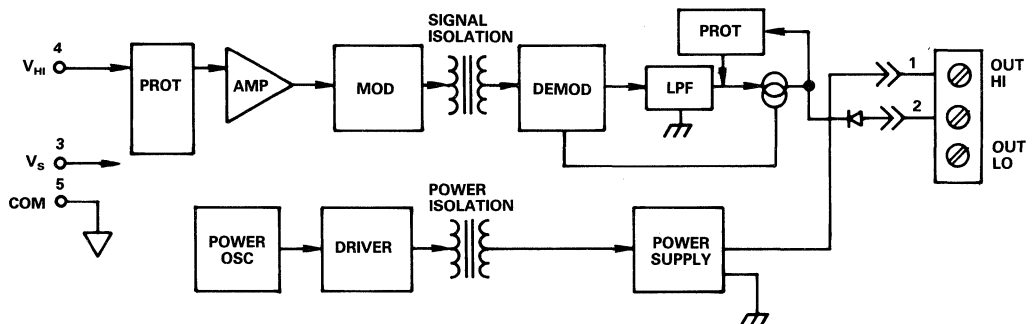 4
V_HI
PROT
AMP
MOD
SIGNAL
ISOLATION
DEMOD
LPF
PROT
1
OUT
HI
2
OUT
LO
3
V_S
5
COM
POWER
OSC
DRIVER
POWER
ISOLATION
POWER
SUPPLY